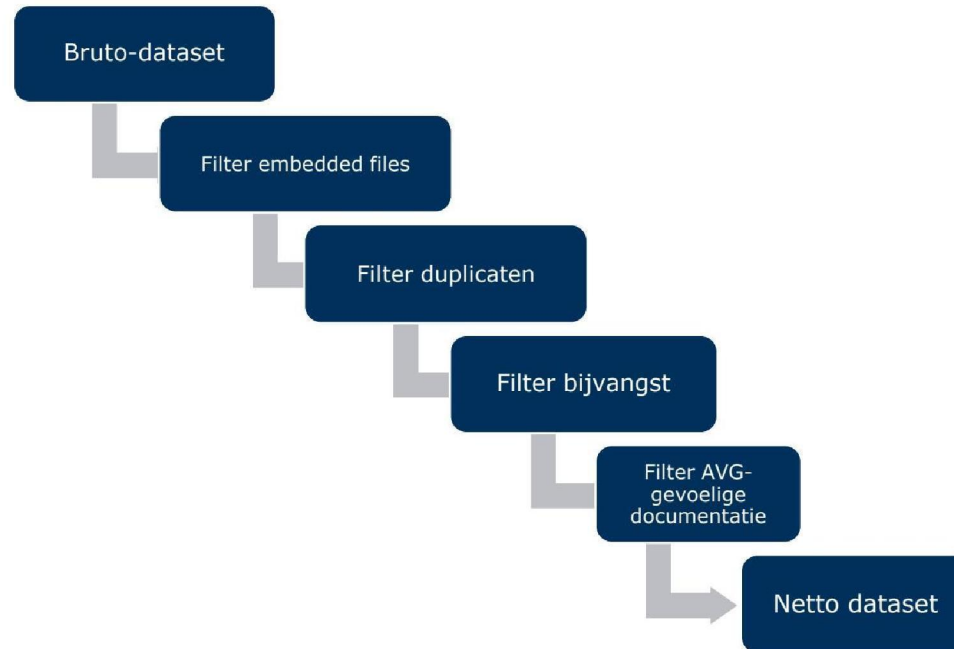 Bruto-dataset
Filter embedded files
Filter duplicaten
Filter bijvangst
Filter AVG-
gevoelige
documentatie
Netto dataset